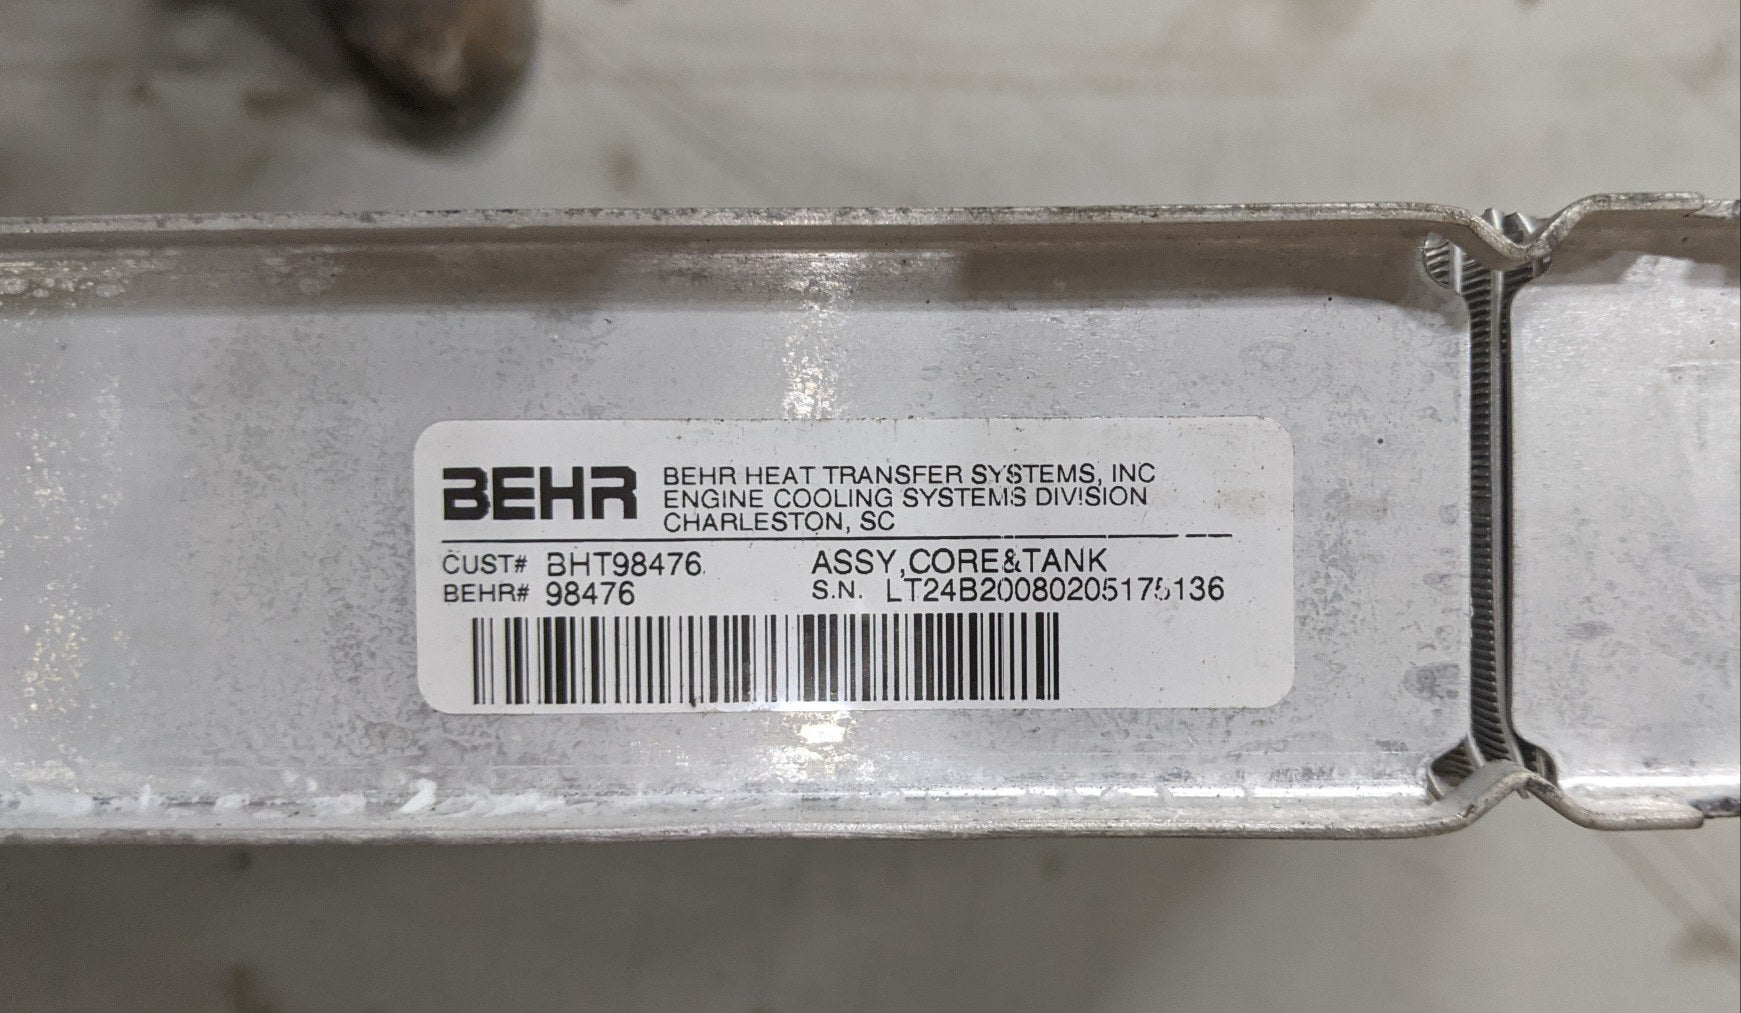 BEHR
BEHR HEAT TRANSFER SYSTEMS, INC
ENGINE COOLING SYSTEMS DIVISION
CHARLESTON, SC
CUST# BHT98476 ASSY,CORE&TANK
BEHR# 98476 S.N. LT24B20080205175136